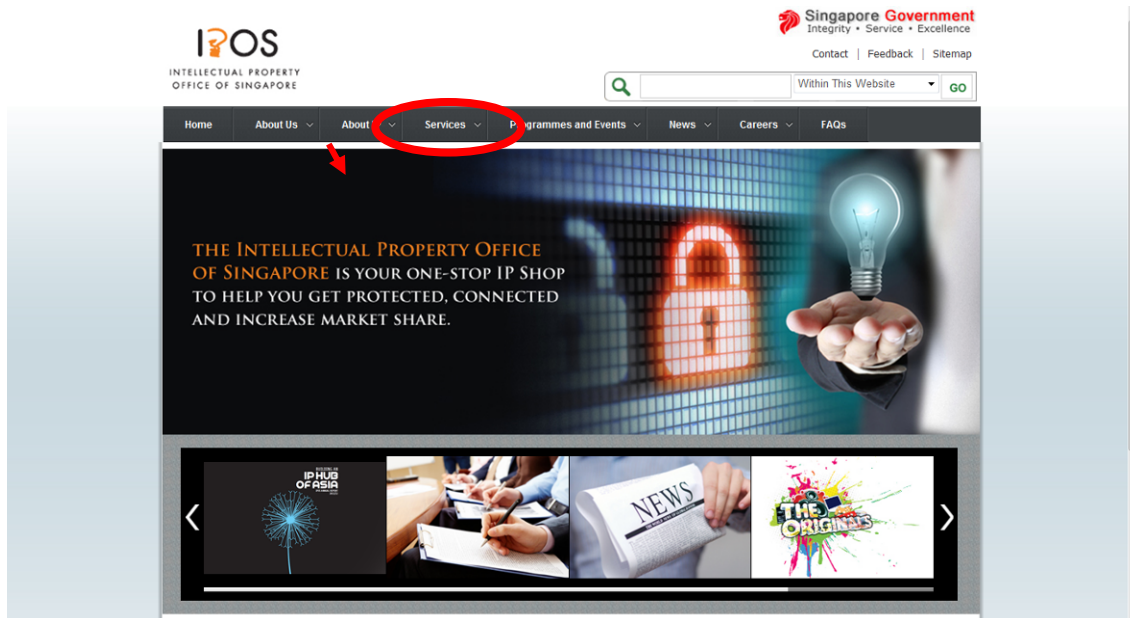 Singapore Government
Integrity • Service • Excellence
IPOS
INTELLECTUAL PROPERTY
OFFICE OF SINGAPORE
Contact | Feedback | Sitemap
Within This Website
GO
Home About Us About Services Programmes and Events News Careers FAQs
THE INTELLECTUAL PROPERTY OFFICE
OF SINGAPORE IS YOUR ONE-STOP IP SHOP
TO HELP YOU GET PROTECTED, CONNECTED
AND INCREASE MARKET SHARE.
BUILDING AN
IP HUB
OF ASIA
NEWS
THE
ORIGINALS